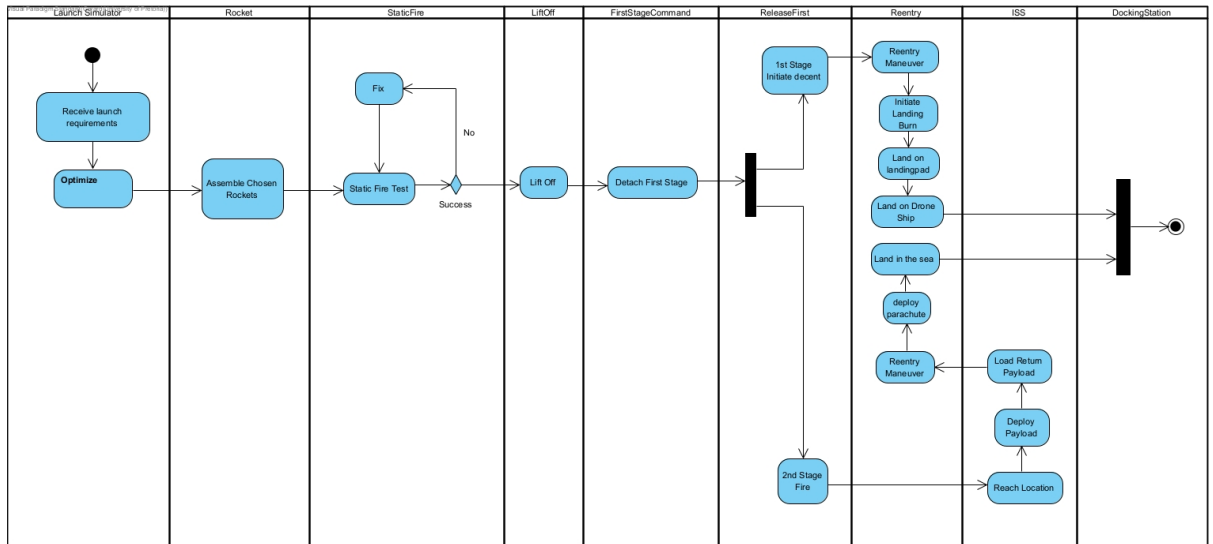 Launch Simulator
Rocket
StaticFire
LiftOff
FirstStageCommand
ReleaseFirst
Reentry
ISS
DockingStation
Receive launch
requirements
Optimize
Assemble Chosen
Rockets
Fix
No
Static Fire Test
Success
Lift Off
Detach First Stage
1st Stage
Initiate decent
2nd Stage
Fire
Reentry
Maneuver
Initiate
Landing
Burn
Land on
landingpad
Land on Drone
Ship
Land in the sea
deploy
parachute
Reentry
Maneuver
Load Return
Payload
Deploy
Payload
Reach Location